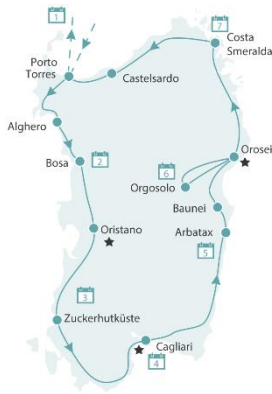 1
7
Costa
Smeralda
Porto
Torres
Castelsardo
Alghero
Bosa
2
Orosei
6
Orgosolo
Baunei
Oristano
Arbatax
5
3
Zuckerhutküste
Cagliari
4